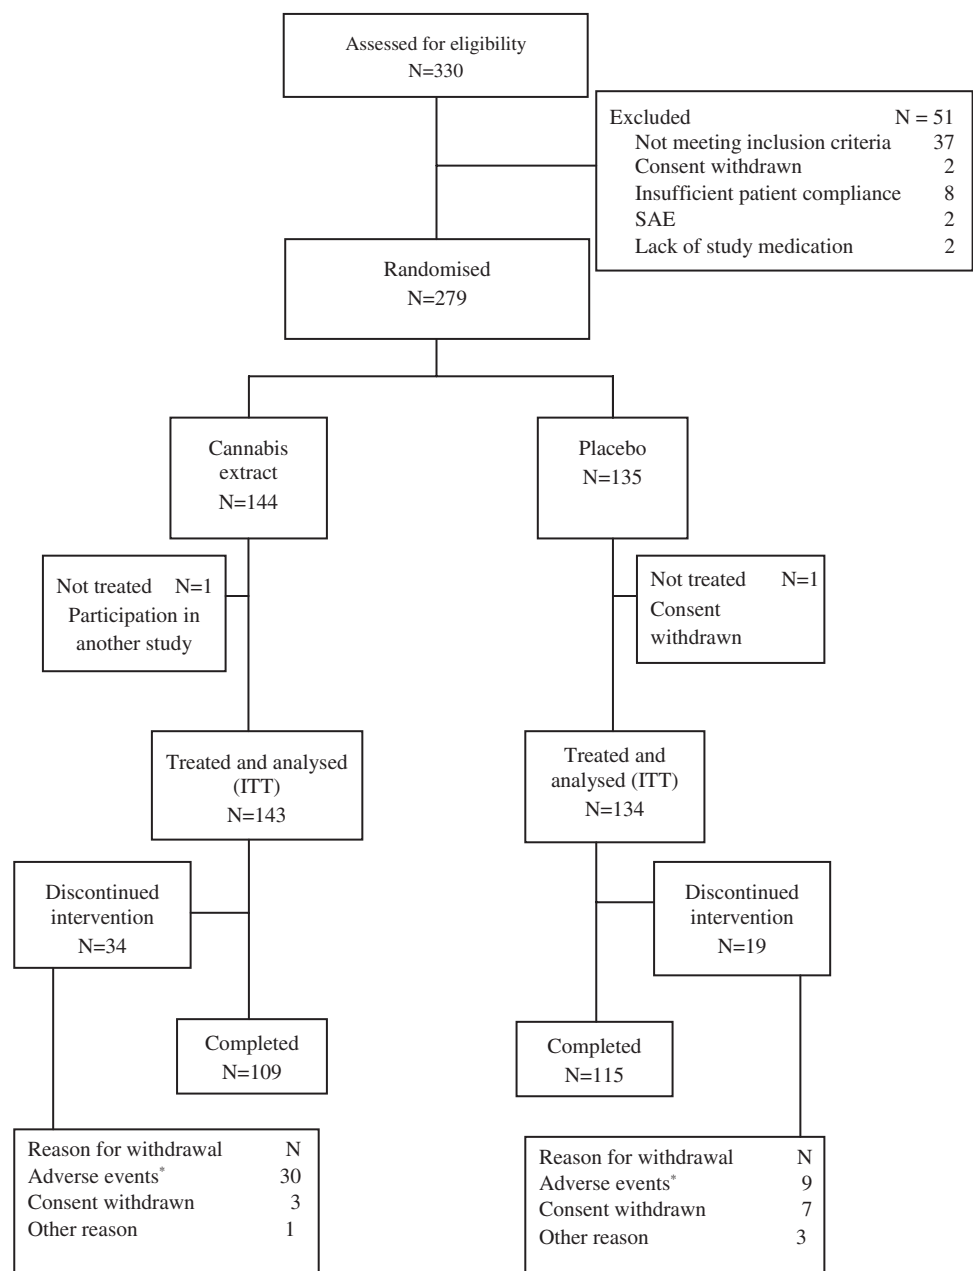 Assessed for eligibility
N=330
Excluded N = 51
Not meeting inclusion criteria 37
Consent withdrawn 2
Insufficient patient compliance 8
SAE 2
Lack of study medication 2
Randomised
N=279
Cannabis
extract
N=144
Placebo
N=135
Not treated N=1
Participation in
another study
Not treated N=1
Consent
withdrawn
Treated and analysed
(ITT)
N=143
Treated and
analysed (ITT)
N=134
Discontinued
intervention
N=34
Discontinued
intervention
N=19
Completed
N=109
Completed
N=115
Reason for withdrawal N
Adverse events* 30
Consent withdrawn 3
Other reason 1
Reason for withdrawal N
Adverse events* 9
Consent withdrawn 7
Other reason 3